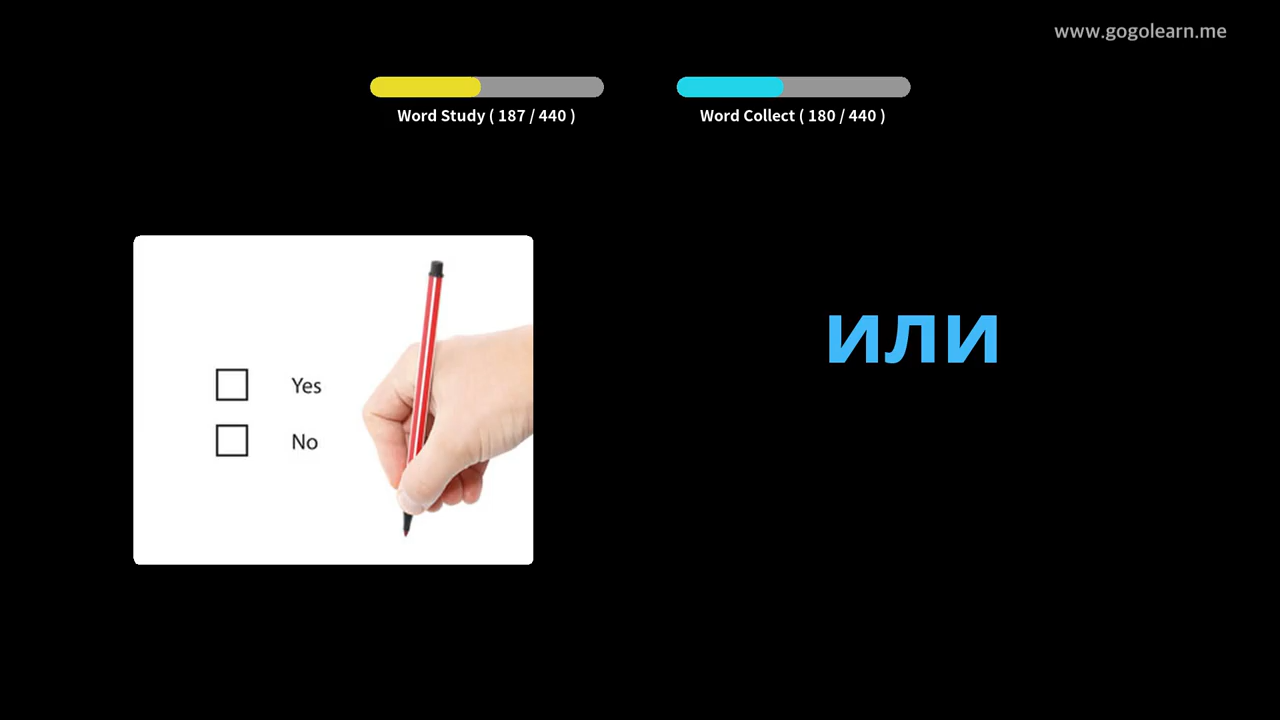 www.gogolearn.me
Word Study ( 187 / 440 )
Word Collect ( 180 / 440 )
Yes
No
или